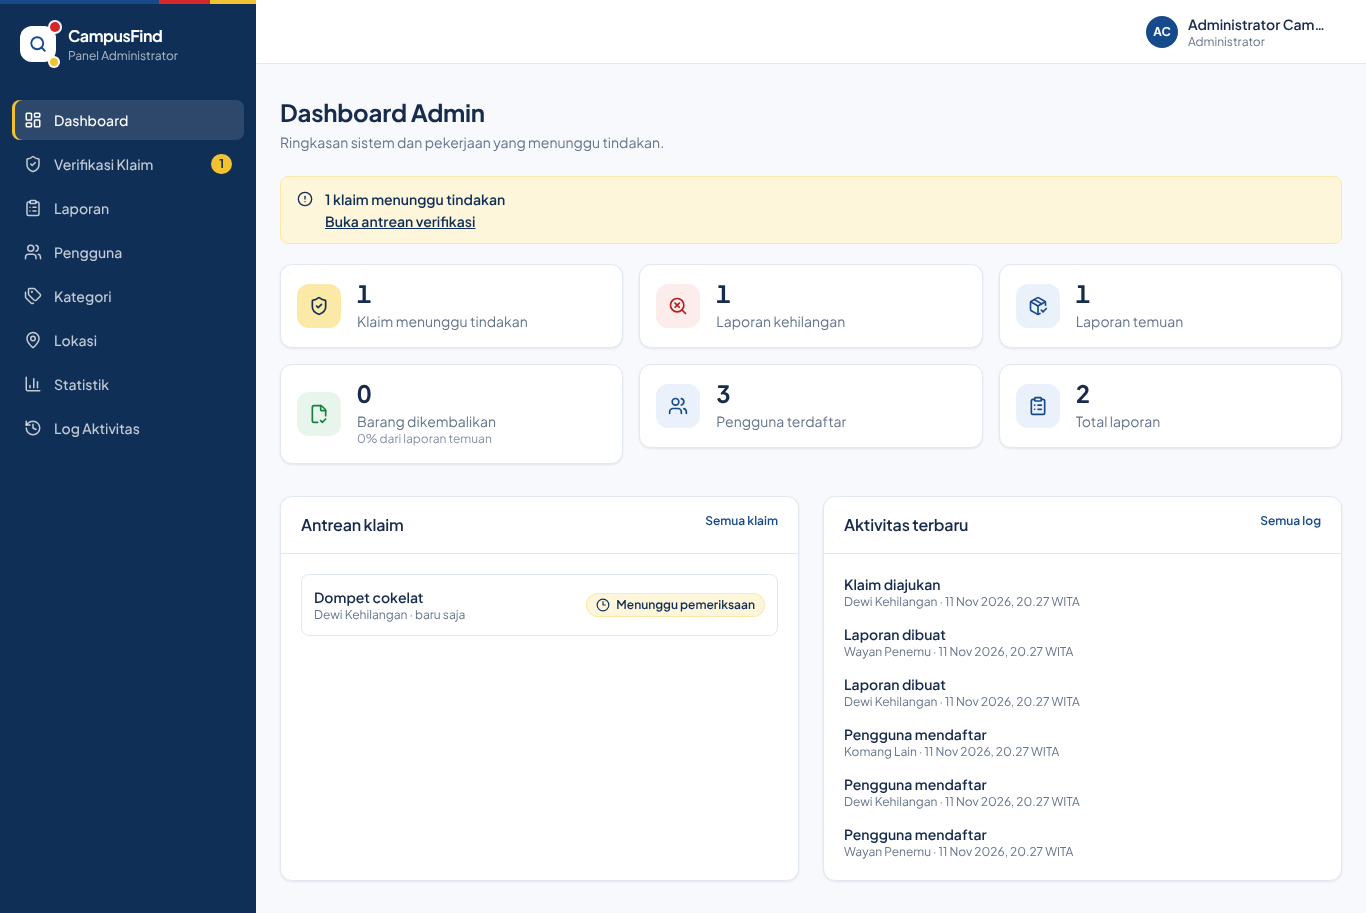 CampusFind
Panel Administrator
AC
Administrator Cam...
Administrator
Dashboard
Verifikasi Klaim
1
Laporan
Pengguna
Kategori
Lokasi
Statistik
Log Aktivitas
Dashboard Admin
Ringkasan sistem dan pekerjaan yang menunggu tindakan.
1 klaim menunggu tindakan
Buka antrean verifikasi
1
Klaim menunggu tindakan
1
Laporan kehilangan
1
Laporan temuan
0
Barang dikembalikan
0% dari laporan temuan
3
Pengguna terdaftar
2
Total laporan
Antrean klaim
Semua klaim
Dompet cokelat
Dewi Kehilangan · baru saja
Menunggu pemeriksaan
Aktivitas terbaru
Semua log
Klaim diajukan
Dewi Kehilangan · 11 Nov 2026, 20.27 WITA
Laporan dibuat
Wayan Penemu · 11 Nov 2026, 20.27 WITA
Laporan dibuat
Dewi Kehilangan · 11 Nov 2026, 20.27 WITA
Pengguna mendaftar
Komang Lain · 11 Nov 2026, 20.27 WITA
Pengguna mendaftar
Dewi Kehilangan · 11 Nov 2026, 20.27 WITA
Pengguna mendaftar
Wayan Penemu · 11 Nov 2026, 20.27 WITA